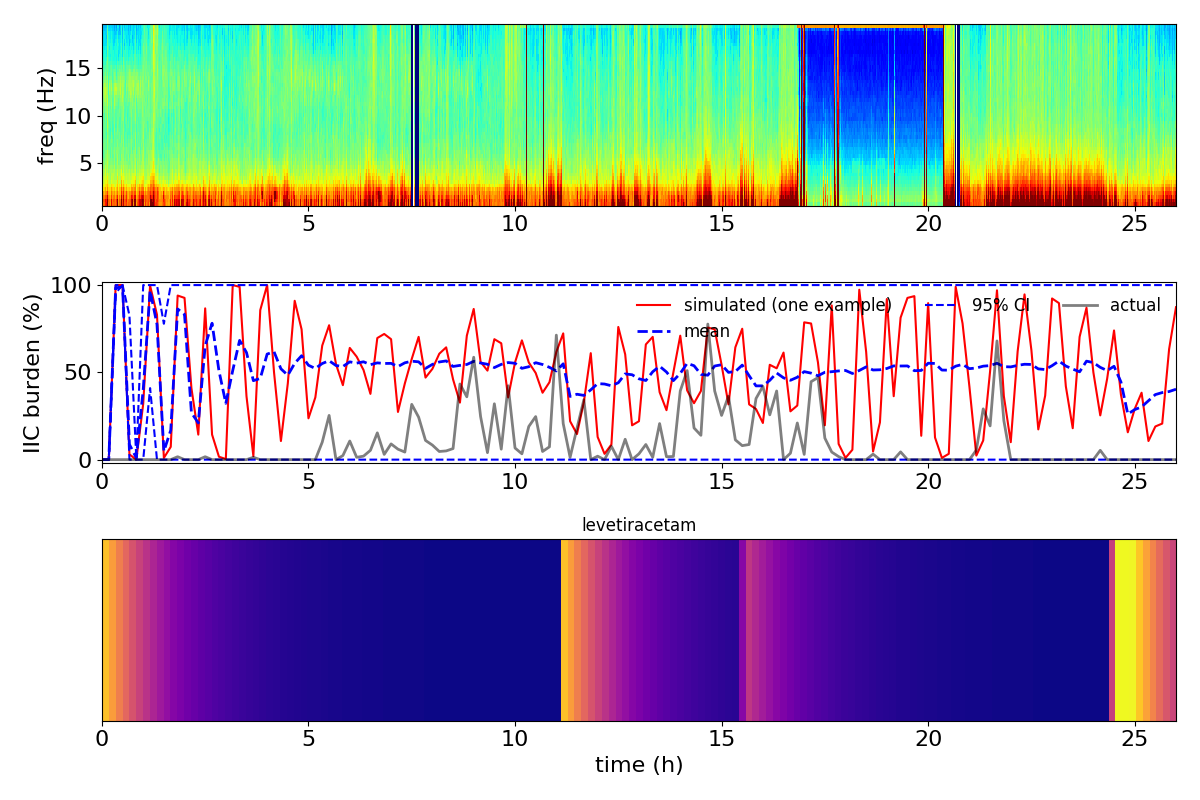 freq (Hz)
15
10
5
0 5 10 15 20 25
IIC burden (%)
100
50
0
simulated (one example) 95% CI actual
mean
0 5 10 15 20 25
levetiracetam
0 5 10 15 20 25
time (h)